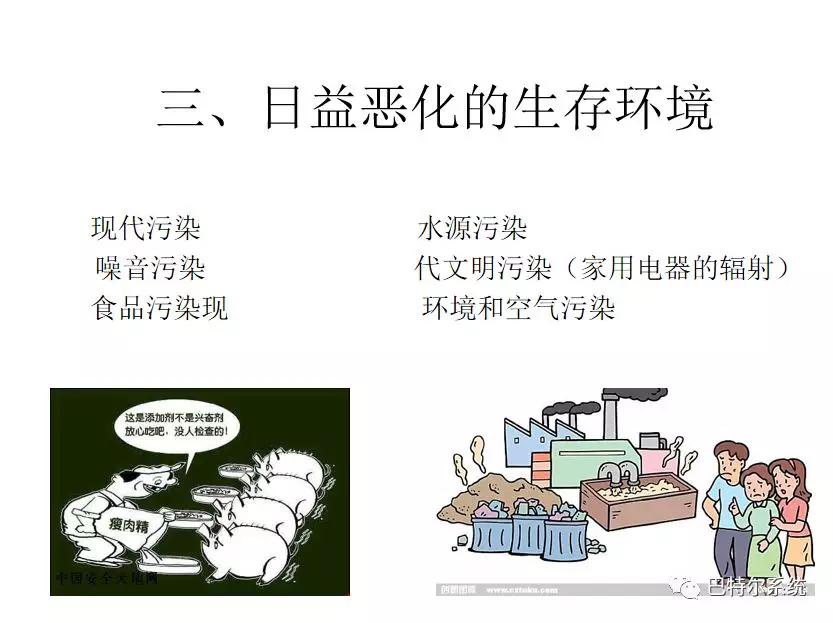 三、日益恶化的生存环境
现代污染
水源污染
噪音污染
代文明污染（家用电器的辐射）
食品污染现
环境和空气污染
这是添加剂不是兴奋剂
放心吃吧，没人检查的！
瘦肉精
中国安全天地网
创意图库 www.cxtuku.com
巴特尔系统